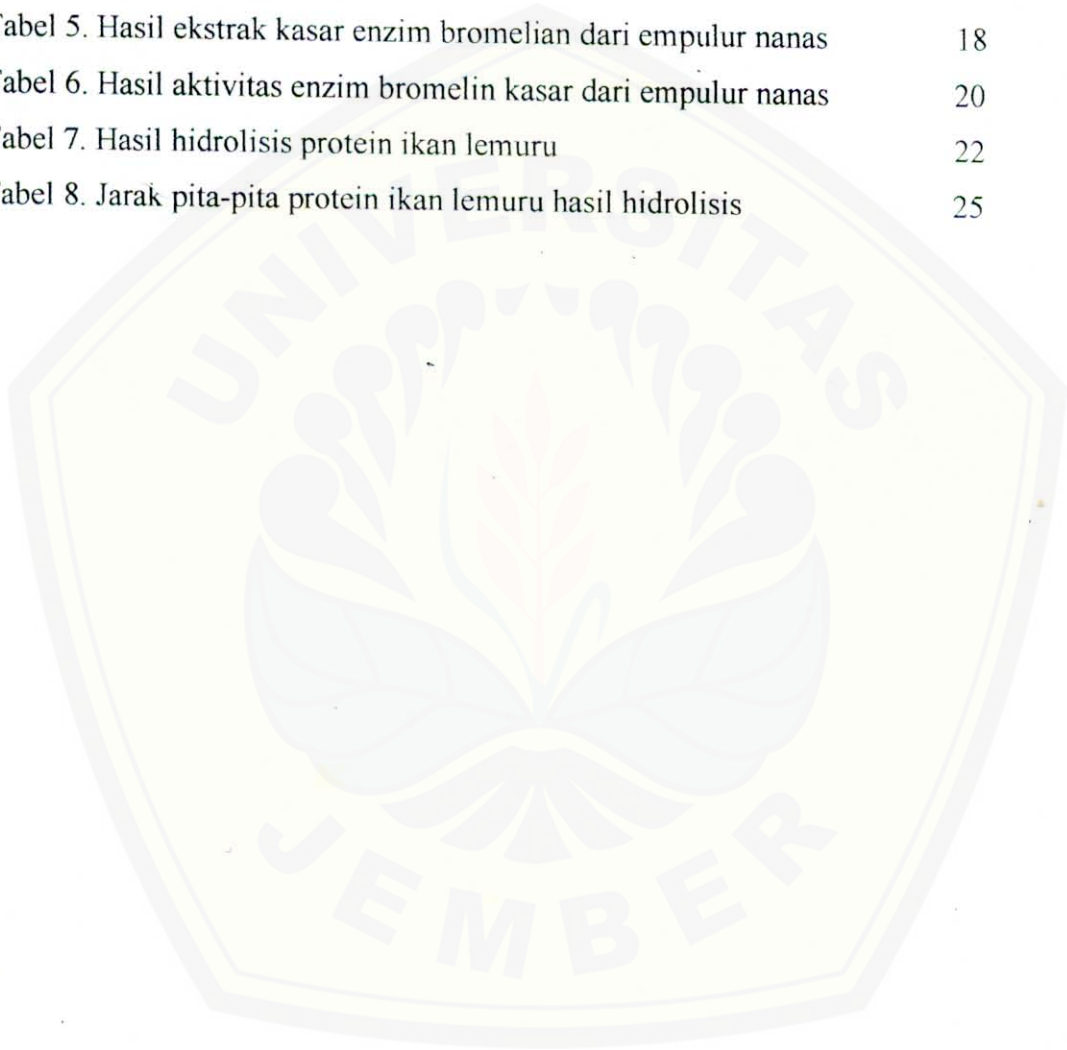 abel 5. Hasil ekstrak kasar enzim bromelian dari empulur nanas 18
abel 6. Hasil aktivitas enzim bromelin kasar dari empulur nanas 20
abel 7. Hasil hidrolisis protein ikan lemuru 22
abel 8. Jarak pita-pita protein ikan lemuru hasil hidrolisis 25
UNIVERSITAS
JEMBER